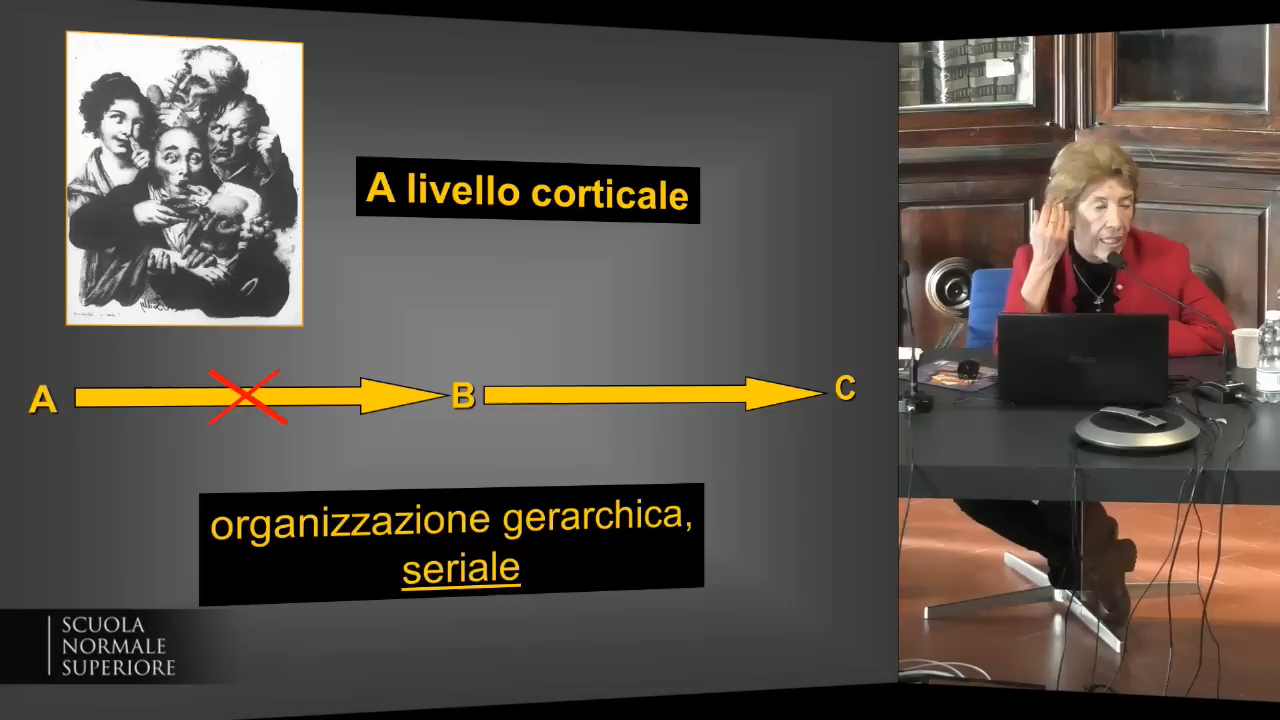 A livello corticale
A
B
C
organizzazione gerarchica,
seriale
SCUOLA
NORMALE
SUPERIORE